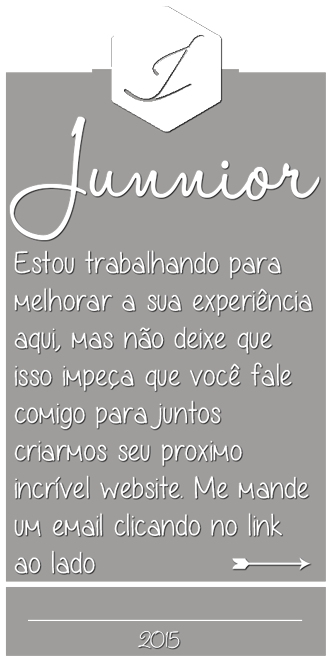 J
Junnior
Estou trabalhando para
melhorar a sua experiência
aqui, mas não deixe que
isso impeça que você fale
comigo para juntos
criarmos seu proximo
incrível website. Me mande
um email clicando no link
ao lado
2015